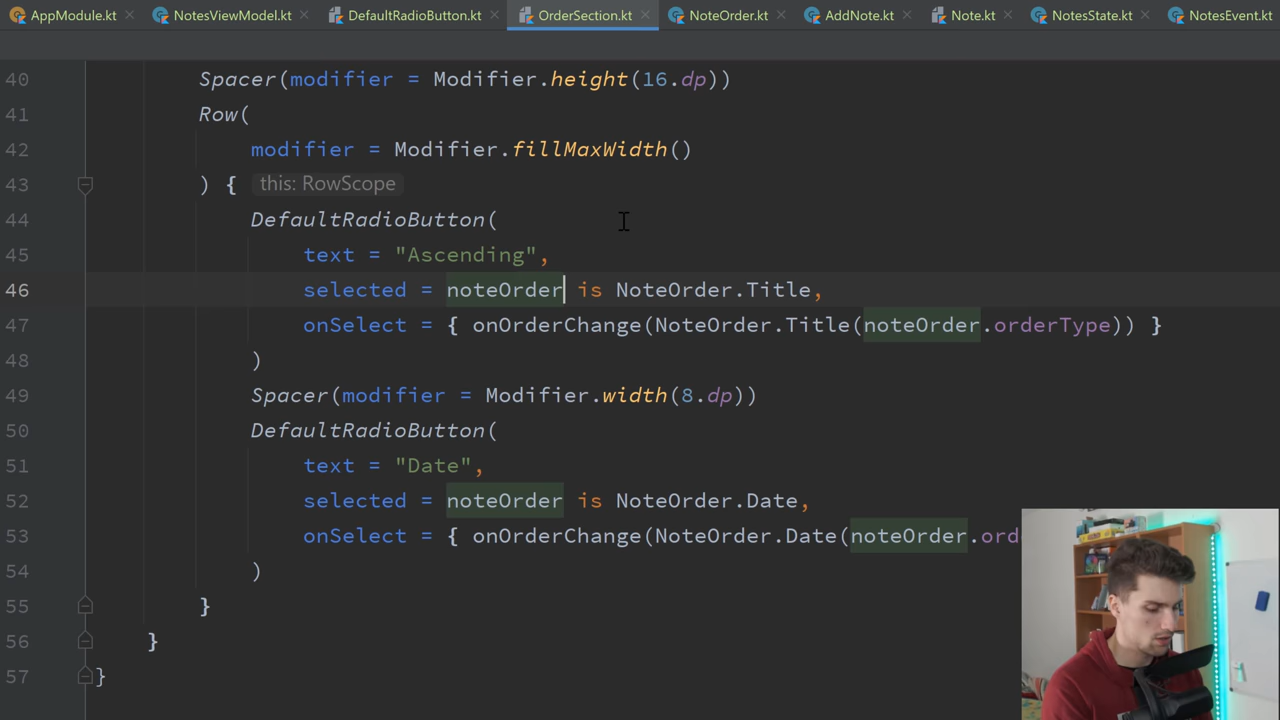 AppModule.kt NotesViewModel.kt DefaultRadioButton.kt OrderSection.kt NoteOrder.kt AddNote.kt Note.kt NotesState.kt NotesEvent.kt
40 Spacer(modifier = Modifier.height(16.dp))
41 Row(
42 modifier = Modifier.fillMaxWidth()
43 ) { this: RowScope
44 DefaultRadioButton(
45 text = "Ascending",
46 selected = noteOrder is NoteOrder.Title,
47 onSelect = { onOrderChange(NoteOrder.Title(noteOrder.orderType)) }
48 )
49 Spacer(modifier = Modifier.width(8.dp))
50 DefaultRadioButton(
51 text = "Date",
52 selected = noteOrder is NoteOrder.Date,
53 onSelect = { onOrderChange(NoteOrder.Date(noteOrder.ord
54 )
55 }
56 }
57 }